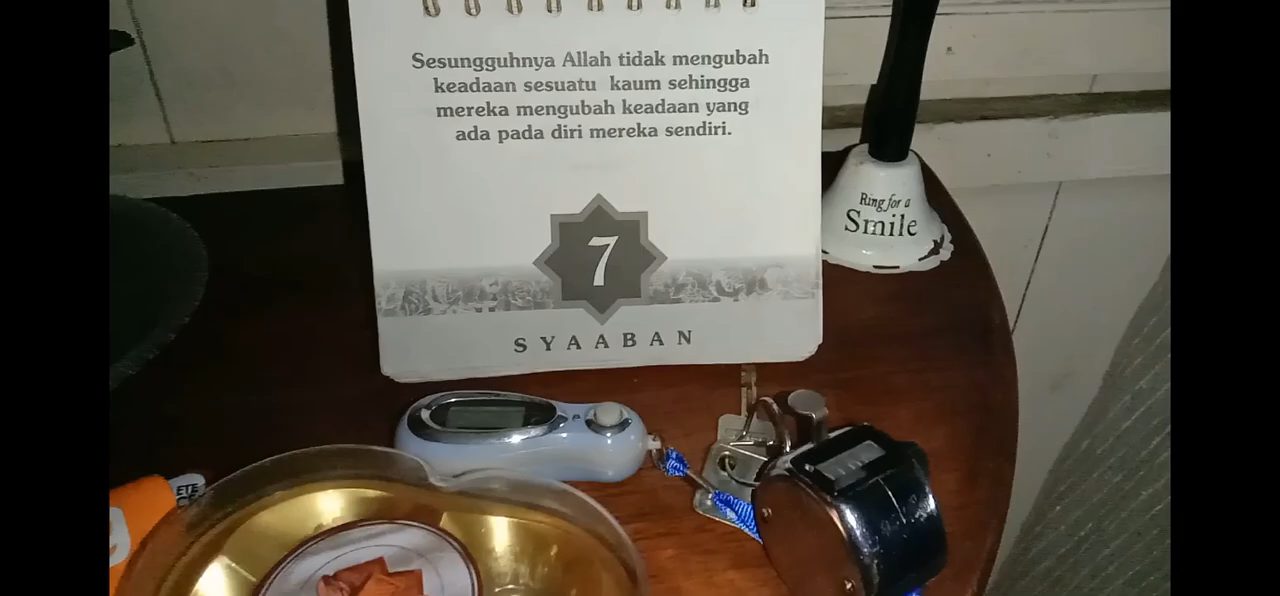 Sesungguhnya Allah tidak mengubah
keadaan sesuatu kaum sehingga
mereka mengubah keadaan yang
ada pada diri mereka sendiri.
7
SYAABAN
Ring for a
Smile
ETE